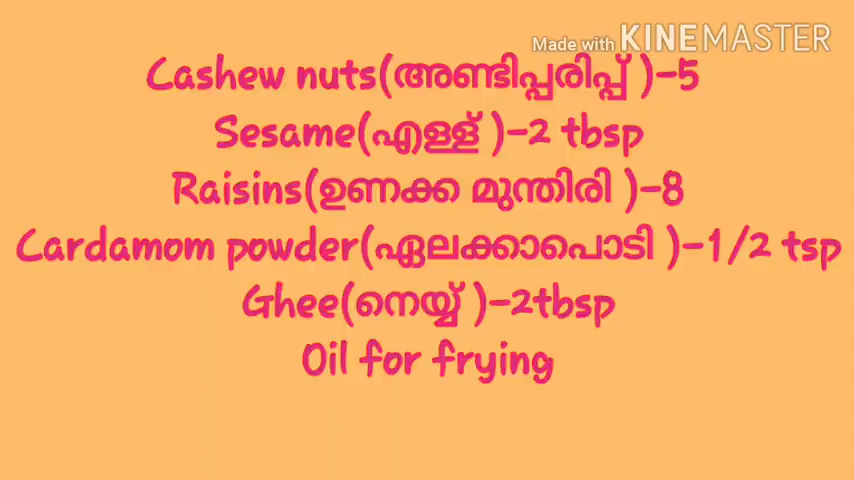 Made with KINEMASTER
Cashew nuts(അണ്ടിപ്പരിപ്പ് )-5
Sesame(എള്ള് )-2 tbsp
Raisins(ഉണക്ക മുന്തിരി )-8
Cardamom powder(ഏലക്കാപൊടി )-1/2 tsp
Ghee(നെയ്യ് )-2tbsp
Oil for frying